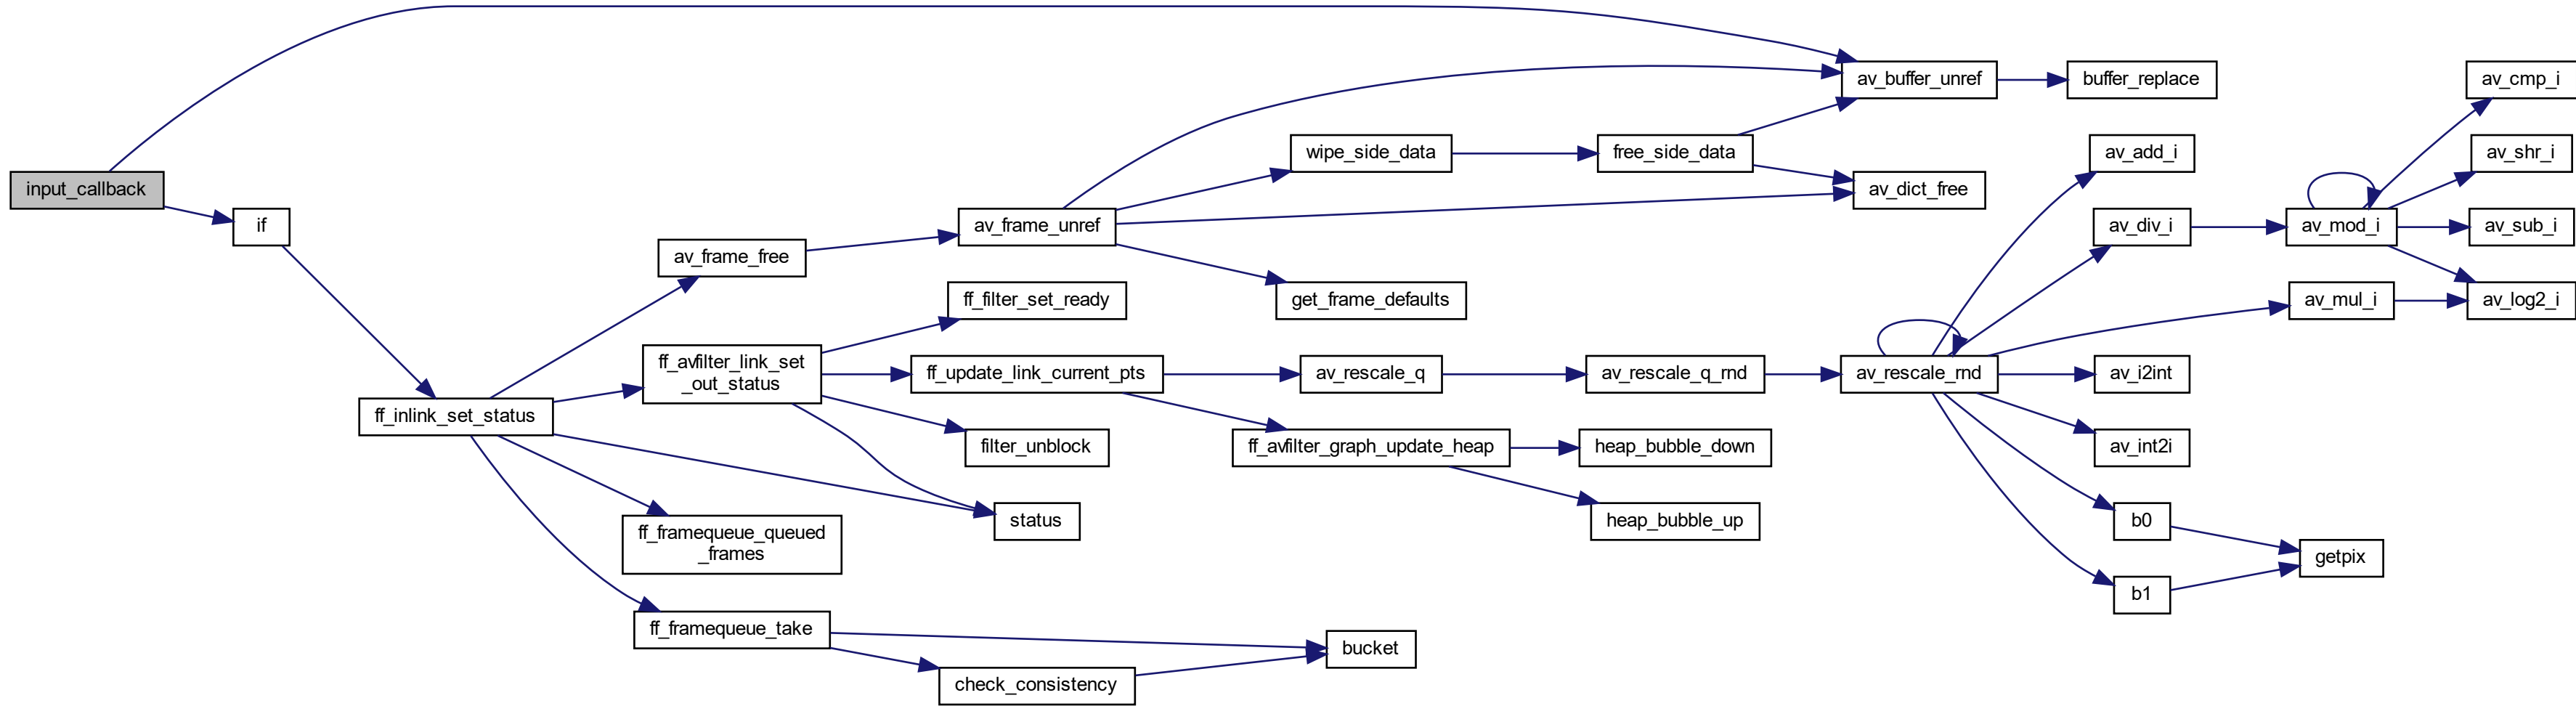 input_callback
if
ff_inlink_set_status
av_frame_free
ff_avfilter_link_set
_out_status
ff_framequeue_queued
_frames
ff_framequeue_take
av_frame_unref
ff_filter_set_ready
ff_update_link_current_pts
filter_unblock
status
check_consistency
wipe_side_data
get_frame_defaults
av_rescale_q
ff_avfilter_graph_update_heap
bucket
free_side_data
av_rescale_q_rnd
heap_bubble_down
heap_bubble_up
av_buffer_unref
av_dict_free
av_rescale_rnd
buffer_replace
av_add_i
av_div_i
av_i2int
av_int2i
b0
b1
av_mod_i
av_mul_i
getpix
av_cmp_i
av_shr_i
av_sub_i
av_log2_i